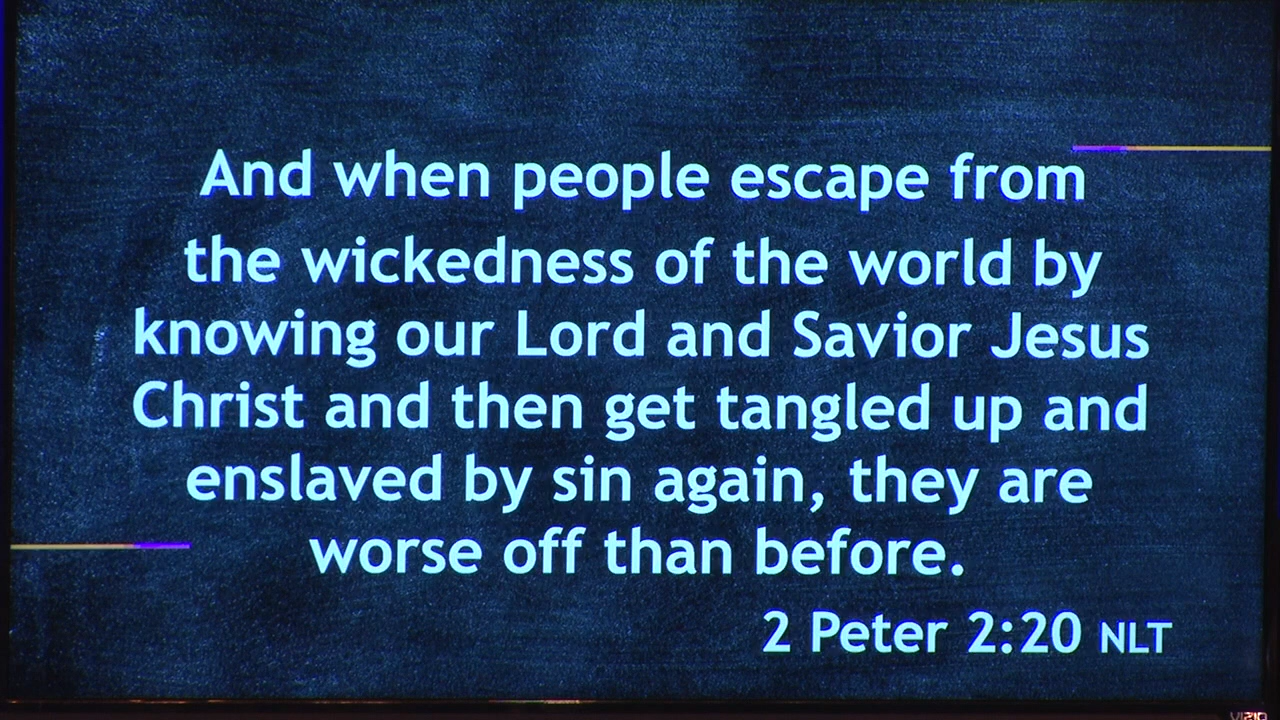 And when people escape from
the wickedness of the world by
knowing our Lord and Savior Jesus
Christ and then get tangled up and
enslaved by sin again, they are
worse off than before.
2 Peter 2:20 NLT
VIZIO